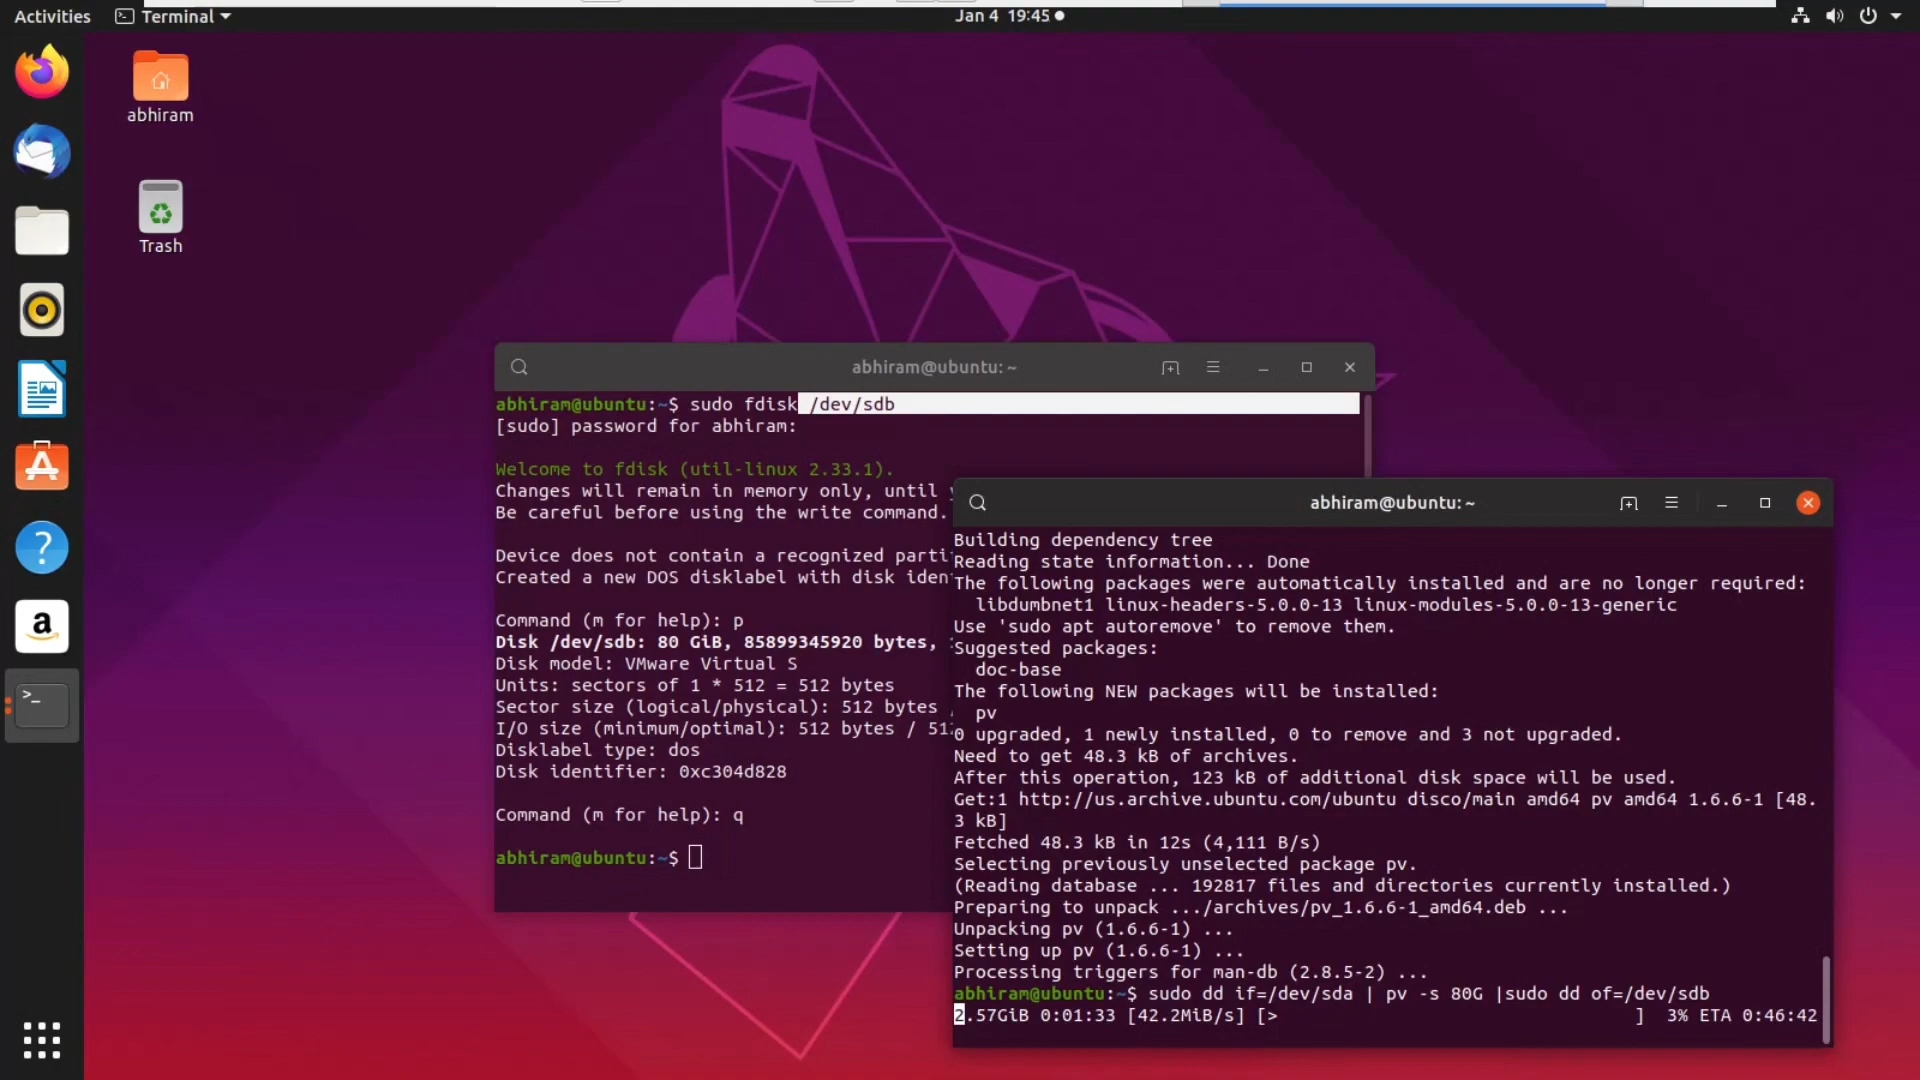 Activities
Terminal
Jan 4 19:45
abhiram
Trash
abhiram@ubuntu: ~
abhiram@ubuntu:~$ sudo fdisk /dev/sdb
[sudo] password for abhiram:
Welcome to fdisk (util-linux 2.33.1).
Changes will remain in memory only, until
Be careful before using the write command.
Device does not contain a recognized parti
Created a new DOS disklabel with disk iden
Command (m for help): p
Disk /dev/sdb: 80 GiB, 85899345920 bytes,
Disk model: VMware Virtual S
Units: sectors of 1 * 512 = 512 bytes
Sector size (logical/physical): 512 bytes
I/O size (minimum/optimal): 512 bytes / 512
Disklabel type: dos
Disk identifier: 0xc304d828
Command (m for help): q
abhiram@ubuntu:~$
abhiram@ubuntu: ~
Building dependency tree
Reading state information... Done
The following packages were automatically installed and are no longer required:
libdumbnet1 linux-headers-5.0.0-13 linux-modules-5.0.0-13-generic
Use 'sudo apt autoremove' to remove them.
Suggested packages:
doc-base
The following NEW packages will be installed:
pv
0 upgraded, 1 newly installed, 0 to remove and 3 not upgraded.
Need to get 48.3 kB of archives.
After this operation, 123 kB of additional disk space will be used.
Get:1 http://us.archive.ubuntu.com/ubuntu disco/main amd64 pv amd64 1.6.6-1 [48.
3 kB]
Fetched 48.3 kB in 12s (4,111 B/s)
Selecting previously unselected package pv.
(Reading database ... 192817 files and directories currently installed.)
Preparing to unpack .../archives/pv_1.6.6-1_amd64.deb ...
Unpacking pv (1.6.6-1) ...
Setting up pv (1.6.6-1) ...
Processing triggers for man-db (2.8.5-2) ...
abhiram@ubuntu:~$ sudo dd if=/dev/sda | pv -s 80G |sudo dd of=/dev/sdb
2.57GiB 0:01:33 [42.2MiB/s] [> ] 3% ETA 0:46:42